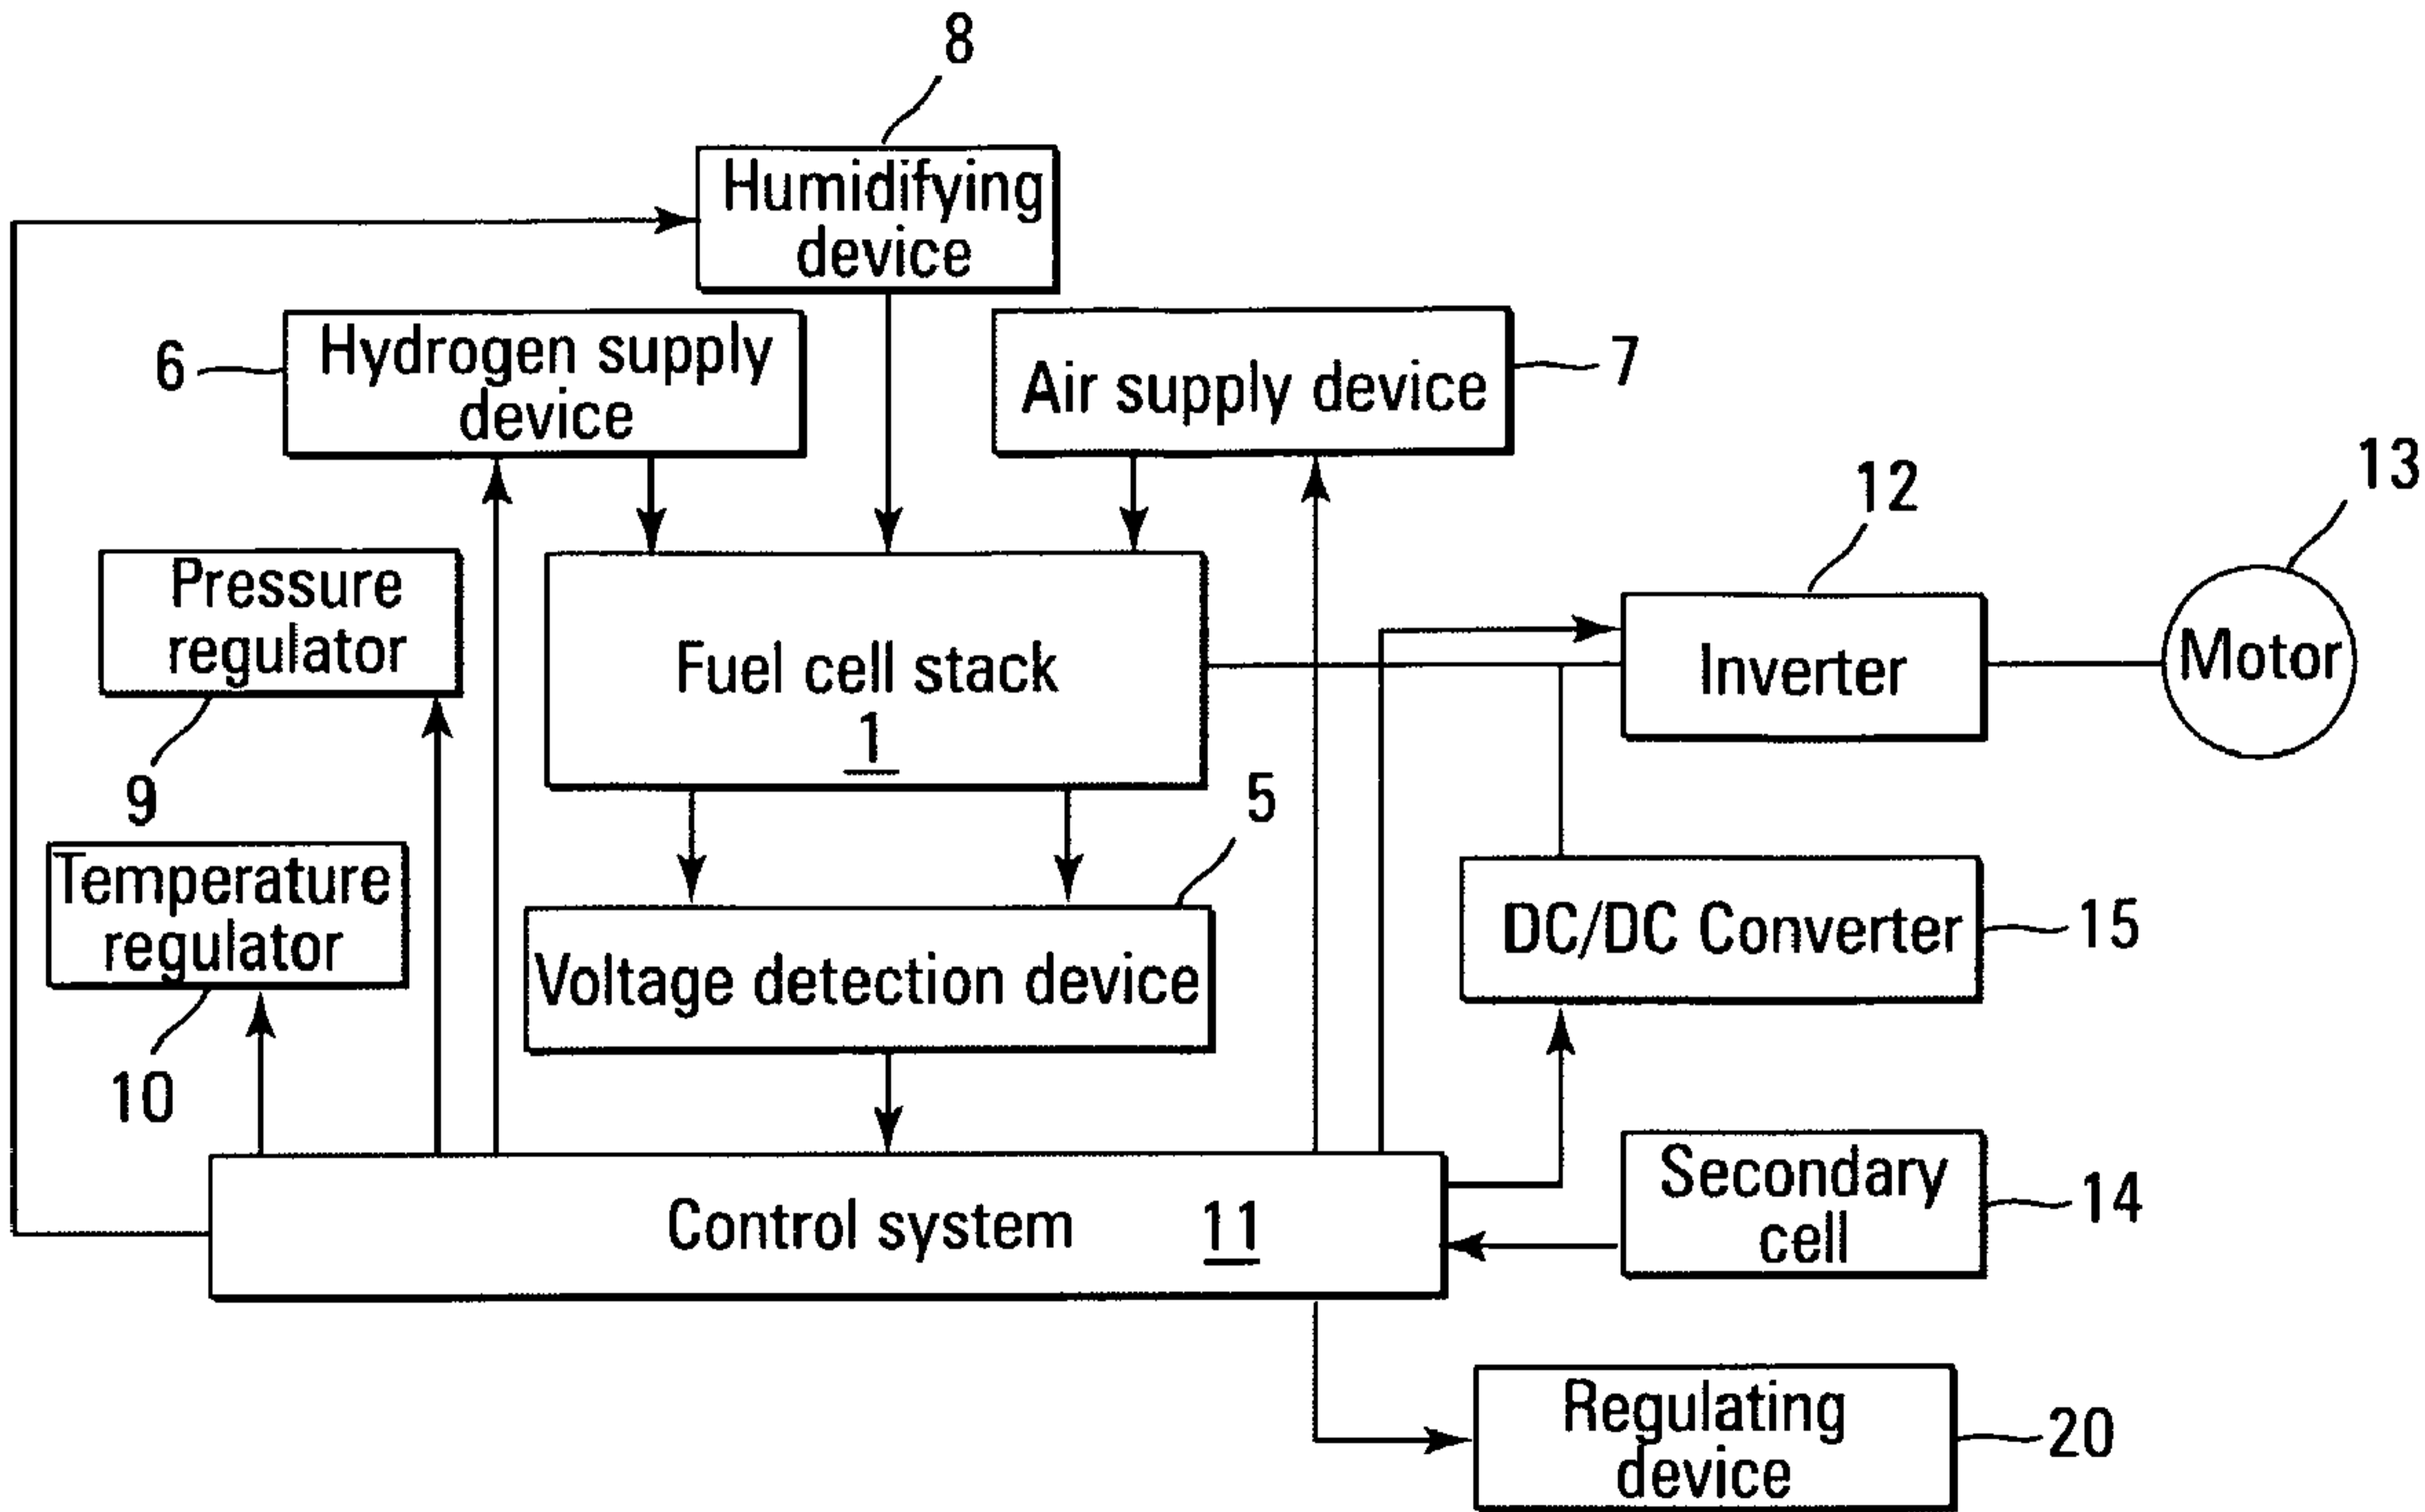 8
Humidifying
device
6
Hydrogen supply
device
Air supply device
7
13
12
Pressure
regulator
9
Fuel cell stack
1
Inverter
Motor
5
Temperature
regulator
10
Voltage detection device
DC/DC Converter
15
Control system 11
Secondary
cell
14
Regulating
device
20